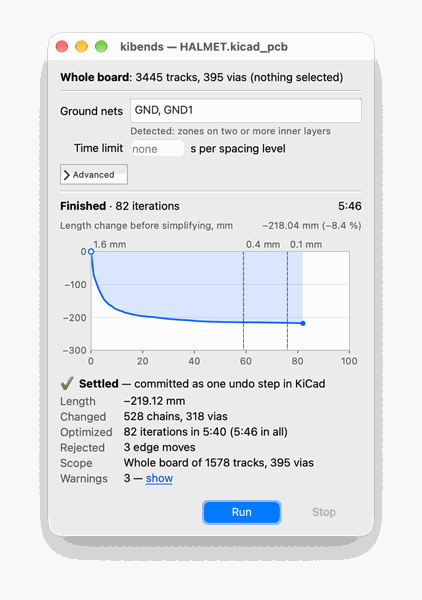 kibends — HALMET.kicad_pcb
Whole board: 3445 tracks, 395 vias (nothing selected)
Ground nets GND, GND1
Detected: zones on two or more inner layers
Time limit none s per spacing level
Advanced
Finished · 82 iterations 5:46
Length change before simplifying, mm −218.04 mm (−8.4 %)
1.6 mm 0.4 mm 0.1 mm
0
−100
−200
−300
0 20 40 60 80 100
Settled — committed as one undo step in KiCad
Length −219.12 mm
Changed 528 chains, 318 vias
Optimized 82 iterations in 5:40 (5:46 in all)
Rejected 3 edge moves
Scope Whole board of 1578 tracks, 395 vias
Warnings 3 — show
Run Stop